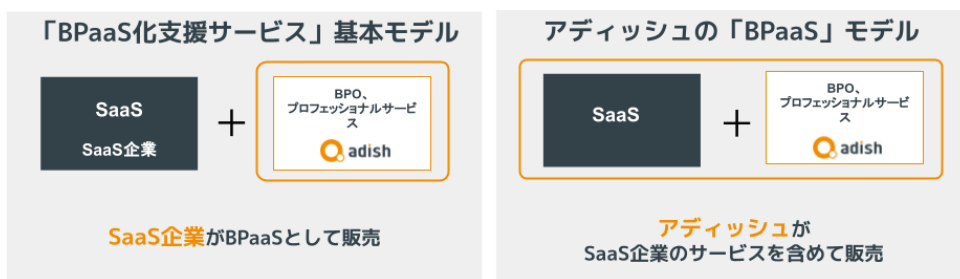 「BPaaS化支援サービス」基本モデル
SaaS
SaaS企業
+
BPO、
プロフェッショナルサービ
ス
adish
SaaS企業がBPaaSとして販売
アディッシュの「BPaaS」モデル
SaaS
+
BPO、
プロフェッショナルサービ
ス
adish
アディッシュが
SaaS企業のサービスを含めて販売